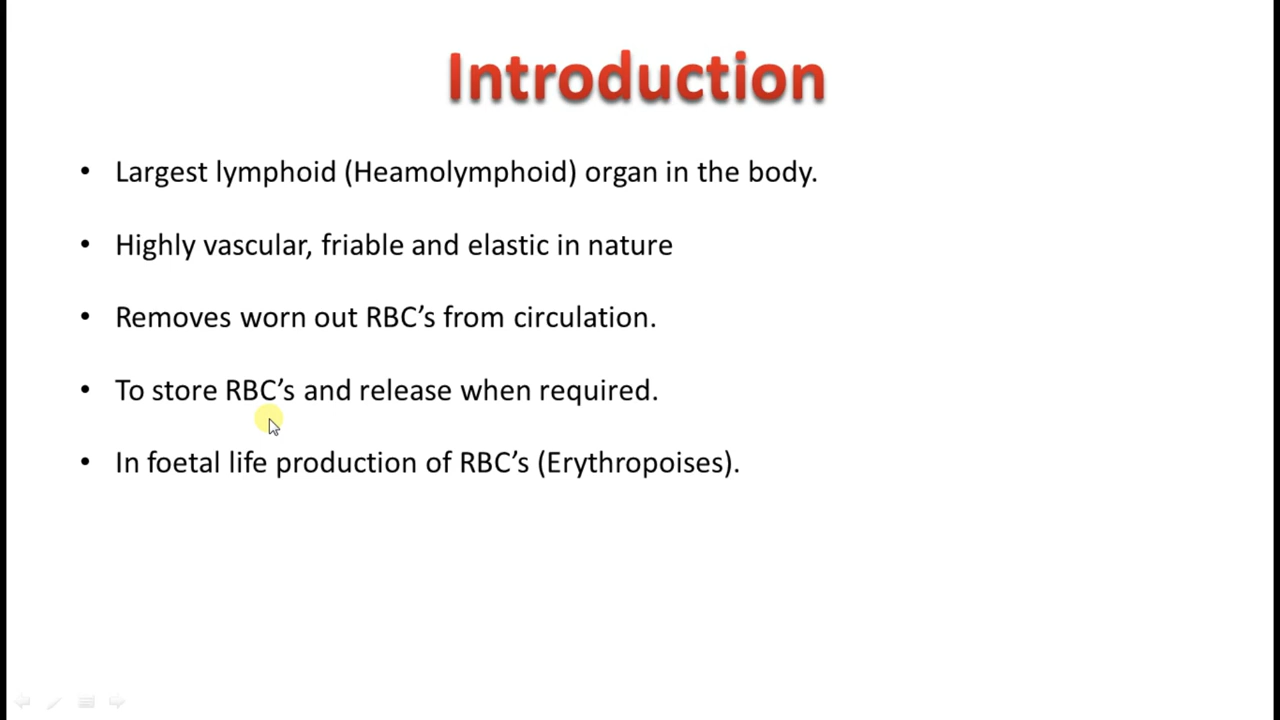 Introduction
• Largest lymphoid (Heamolymphoid) organ in the body.
• Highly vascular, friable and elastic in nature
• Removes worn out RBC’s from circulation.
• To store RBC’s and release when required.
• In foetal life production of RBC’s (Erythropoises).